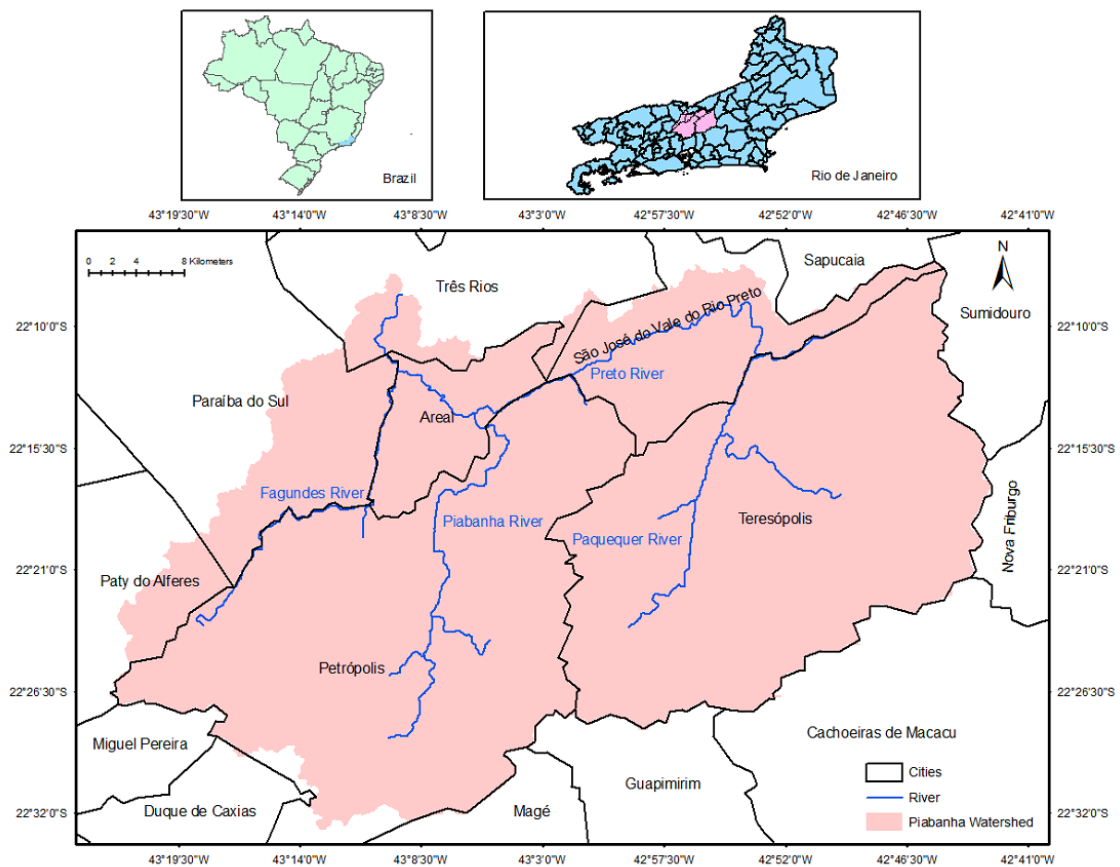 Brazil
Rio de Janeiro
43°19'30"W 43°14'0"W 43°8'30"W 43°3'0"W 42°57'30"W 42°52'0"W 42°46'30"W 42°41'0"W
0 2 4 8 Kilometers
N
Sapucaia
Três Rios
Sumidouro
22°10'0"S
22°10'0"S
São José do Vale do Rio Preto
Preto River
Paraíba do Sul
Areal
22°15'30"S
22°15'30"S
Fagundes River
Piabanha River
Teresópolis
Paquequer River
Nova Friburgo
22°21'0"S
22°21'0"S
Paty do Alferes
Petrópolis
22°26'30"S
22°26'30"S
Miguel Pereira
Cachoeiras de Macacu
Cities
Guapimirim
River
Duque de Caxias
Magé
22°32'0"S
22°32'0"S
Piabanha Watershed
43°19'30"W 43°14'0"W 43°8'30"W 43°3'0"W 42°57'30"W 42°52'0"W 42°46'30"W 42°41'0"W